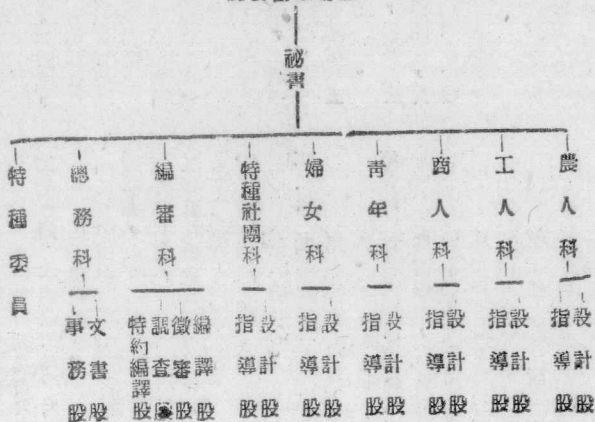 祕書
農人科
工人科
商人科
青年科
婦女科
特種社團科
編審科
總務科
特種委員
設計股
指導股
設計股
指導股
設計股
指導股
設計股
指導股
設計股
指導股
設計股
指導股
編譯股
徵審股
調查股
特約編譯股
文書股
事務股